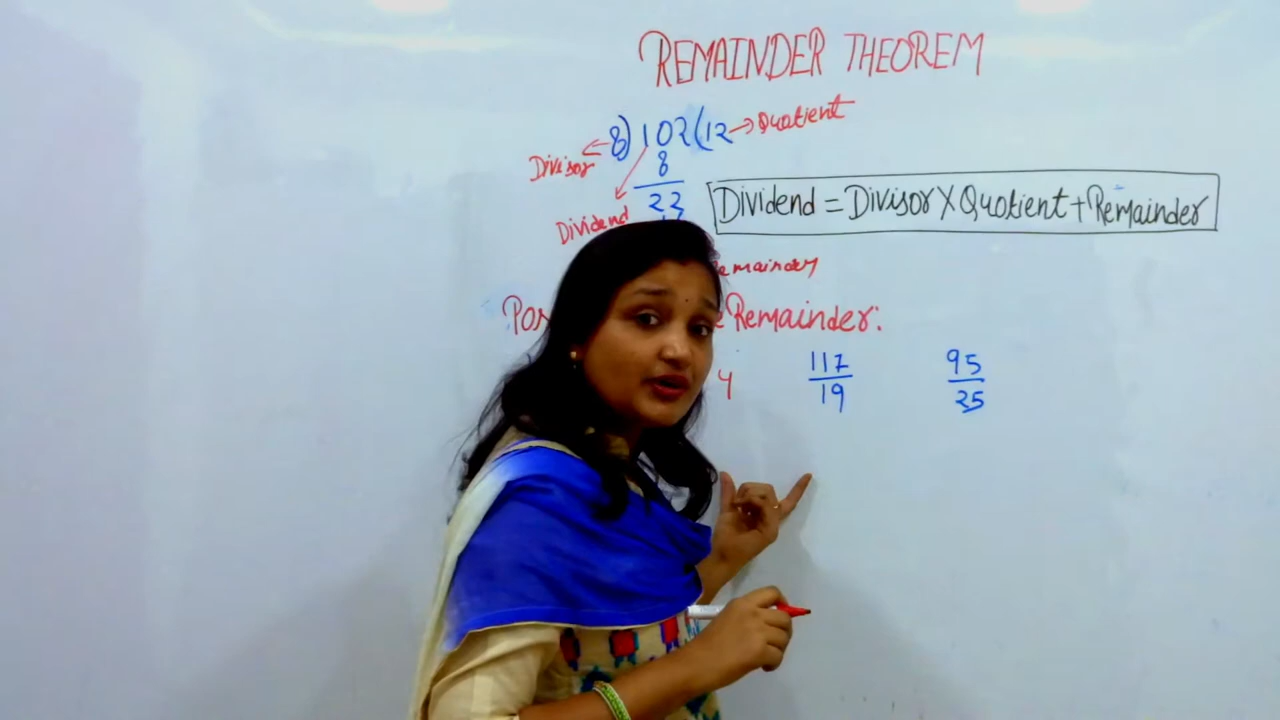 REMAINDER THEOREM
8)102(12→Quotient
Divisor
8
22
Dividend
Dividend = Divisor X Quotient + Remainder
Remainder:
4
117
19
95
25